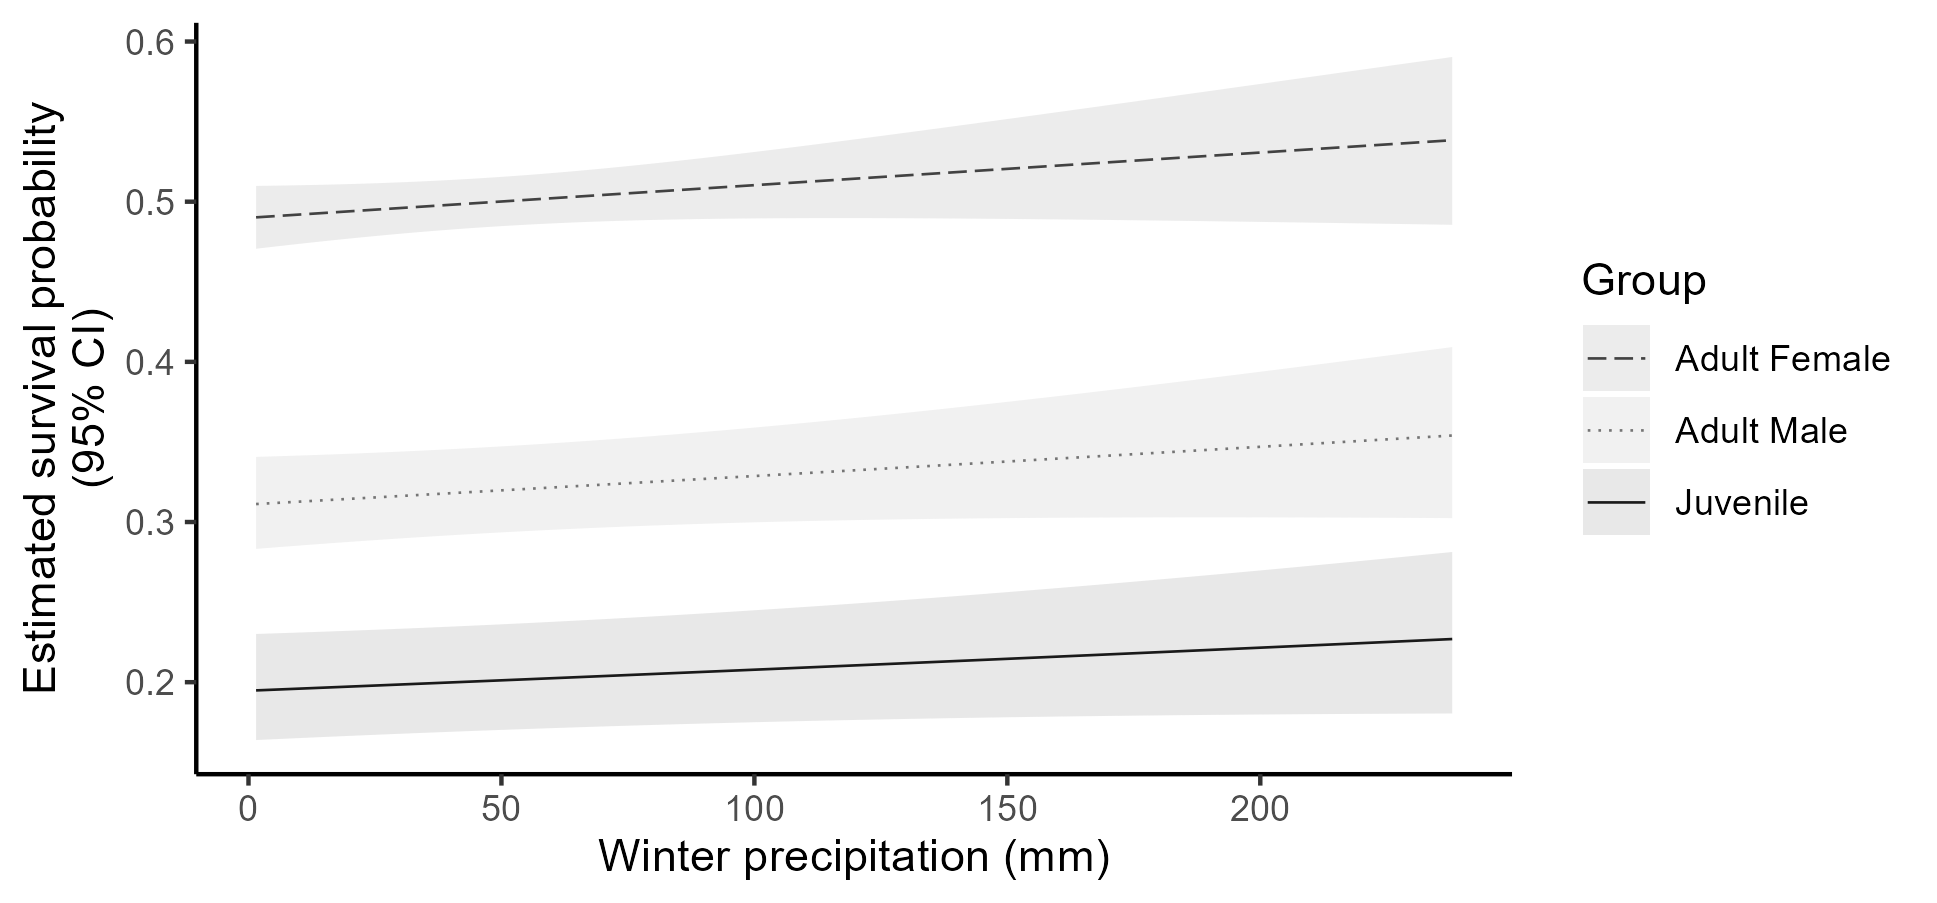 Estimated survival probability
(95% CI)
0.6
0.5
0.4
0.3
0.2
0
50
100
150
200
Winter precipitation (mm)
Group
Adult Female
Adult Male
Juvenile